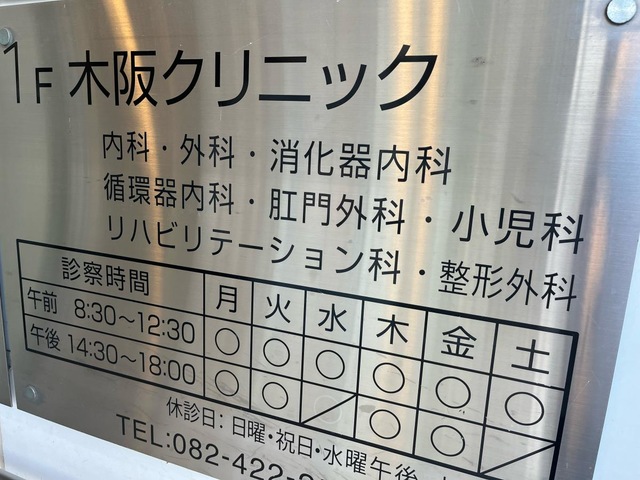 1F 木阪クリニック
内科・外科・消化器内科
循環器内科・肛門外科・小児科
リハビリテーション科・整形外科
診察時間 月 火 水 木 金 土
午前 8:30～12:30 ○ ○ ○ ○ ○ ○
午後 14:30～18:00 ○ ○ ／ ○ ○ ／
休診日：日曜・祝日・水曜午後
TEL:082-422-